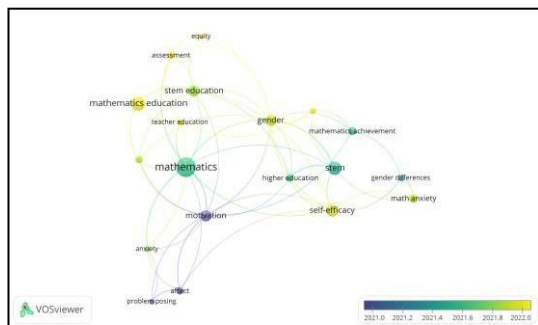 equity
assessment
stem education
mathematics education
teacher education
gender
mathematics achievement
mathematics
higher education
stem
gender differences
math anxiety
motivation
self-efficacy
anxiety
affect
problem posing
VOSviewer
2021.0 2021.2 2021.4 2021.6 2021.8 2022.0